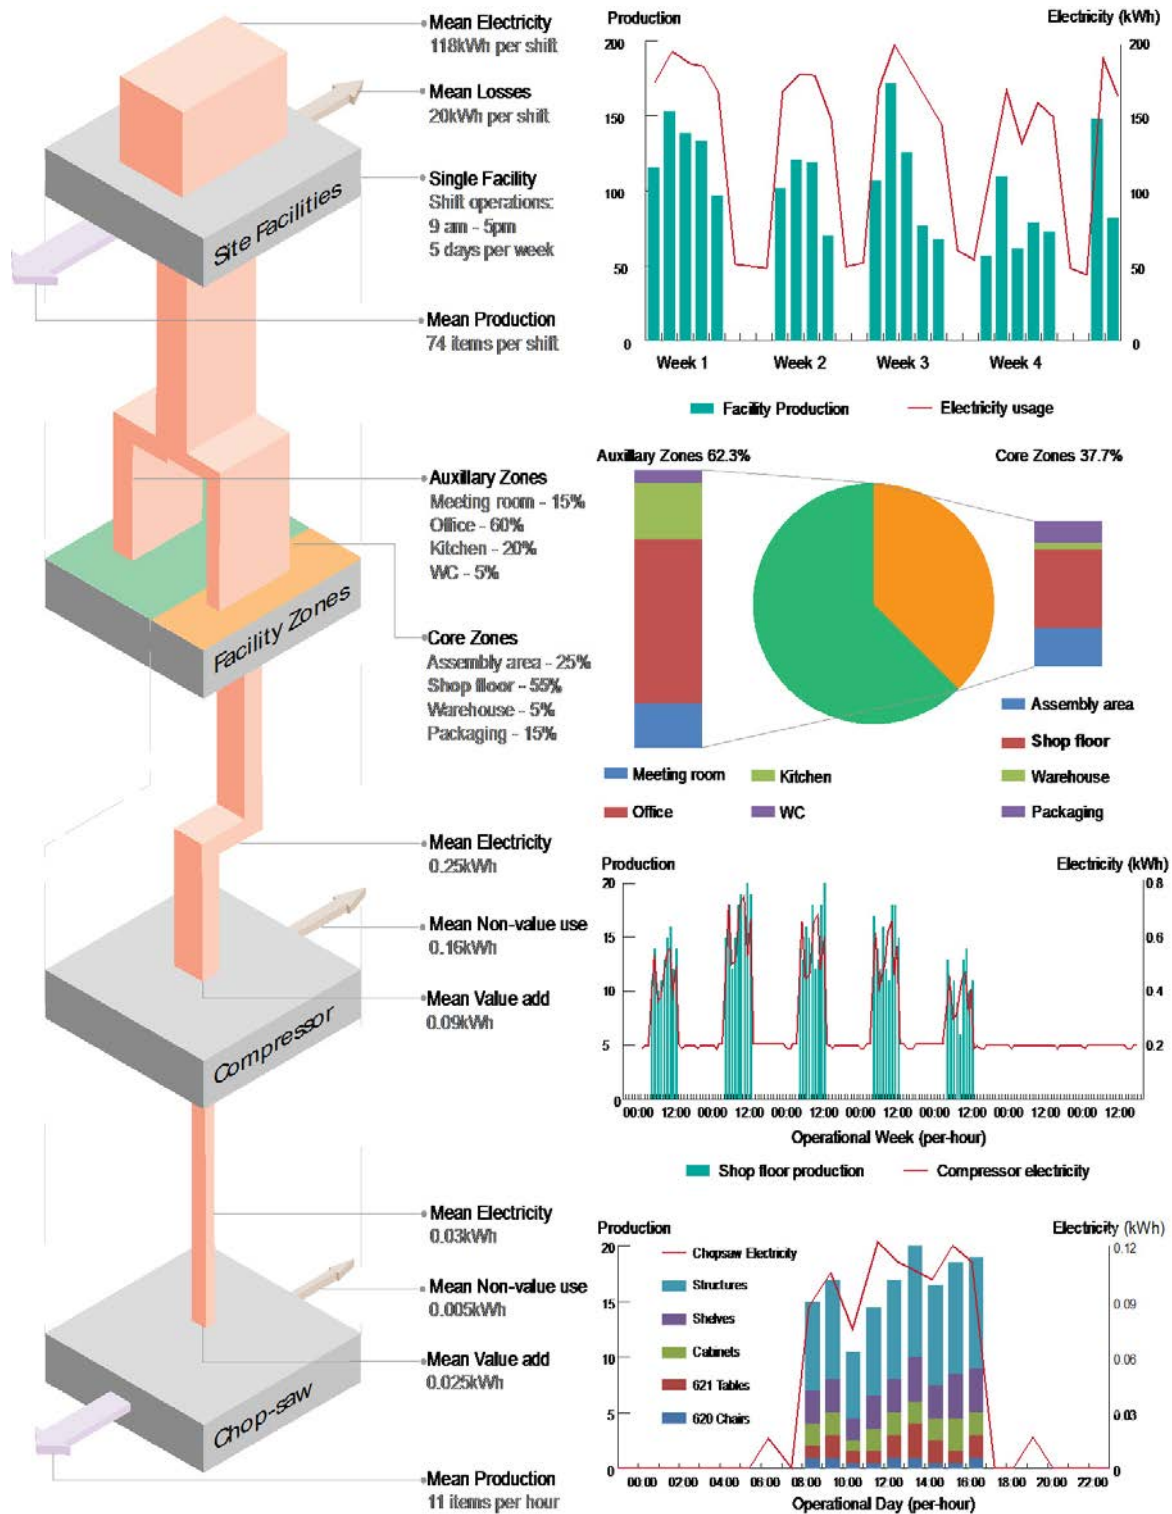 Mean Electricity
118kWh per shift
Mean Losses
20kWh per shift
Single Facility
Shift operations:
9 am - 5pm
5 days per week
Site Facilities
Mean Production
74 items per shift
Auxillary Zones
Meeting room - 15%
Office - 60%
Kitchen - 20%
WC - 5%
Core Zones
Assembly area - 25%
Shop floor - 55%
Warehouse - 5%
Packaging - 15%
Facility Zones
Mean Electricity
0.25kWh
Mean Non-value use
0.16kWh
Mean Value add
0.09kWh
Compressor
Mean Electricity
0.03kWh
Mean Non-value use
0.005kWh
Mean Value add
0.025kWh
Chop-saw
Mean Production
11 items per hour
Production
Electricity (kWh)
200
150
100
50
0
200
150
100
50
0
Week 1 Week 2 Week 3 Week 4
Facility Production
Electricity usage
Auxillary Zones 62.3%
Core Zones 37.7%
Meeting room
Kitchen
Office
WC
Assembly area
Shop floor
Warehouse
Packaging
Production
Electricity (kWh)
20
15
10
5
0
0.8
0.6
0.4
0.2
0
00:00 12:00 00:00 12:00 00:00 12:00 00:00 12:00 00:00 12:00 00:00 12:00 00:00 12:00
Operational Week (per-hour)
Shop floor production
Compressor electricity
Production
Electricity (kWh)
20
15
10
5
0
0.12
0.09
0.06
0.03
0
Chopsaw Electricity
Structures
Shelves
Cabinets
621 Tables
620 Chairs
00:00 02:00 04:00 06:00 08:00 10:00 12:00 14:00 16:00 18:00 20:00 22:00
Operational Day (per-hour)